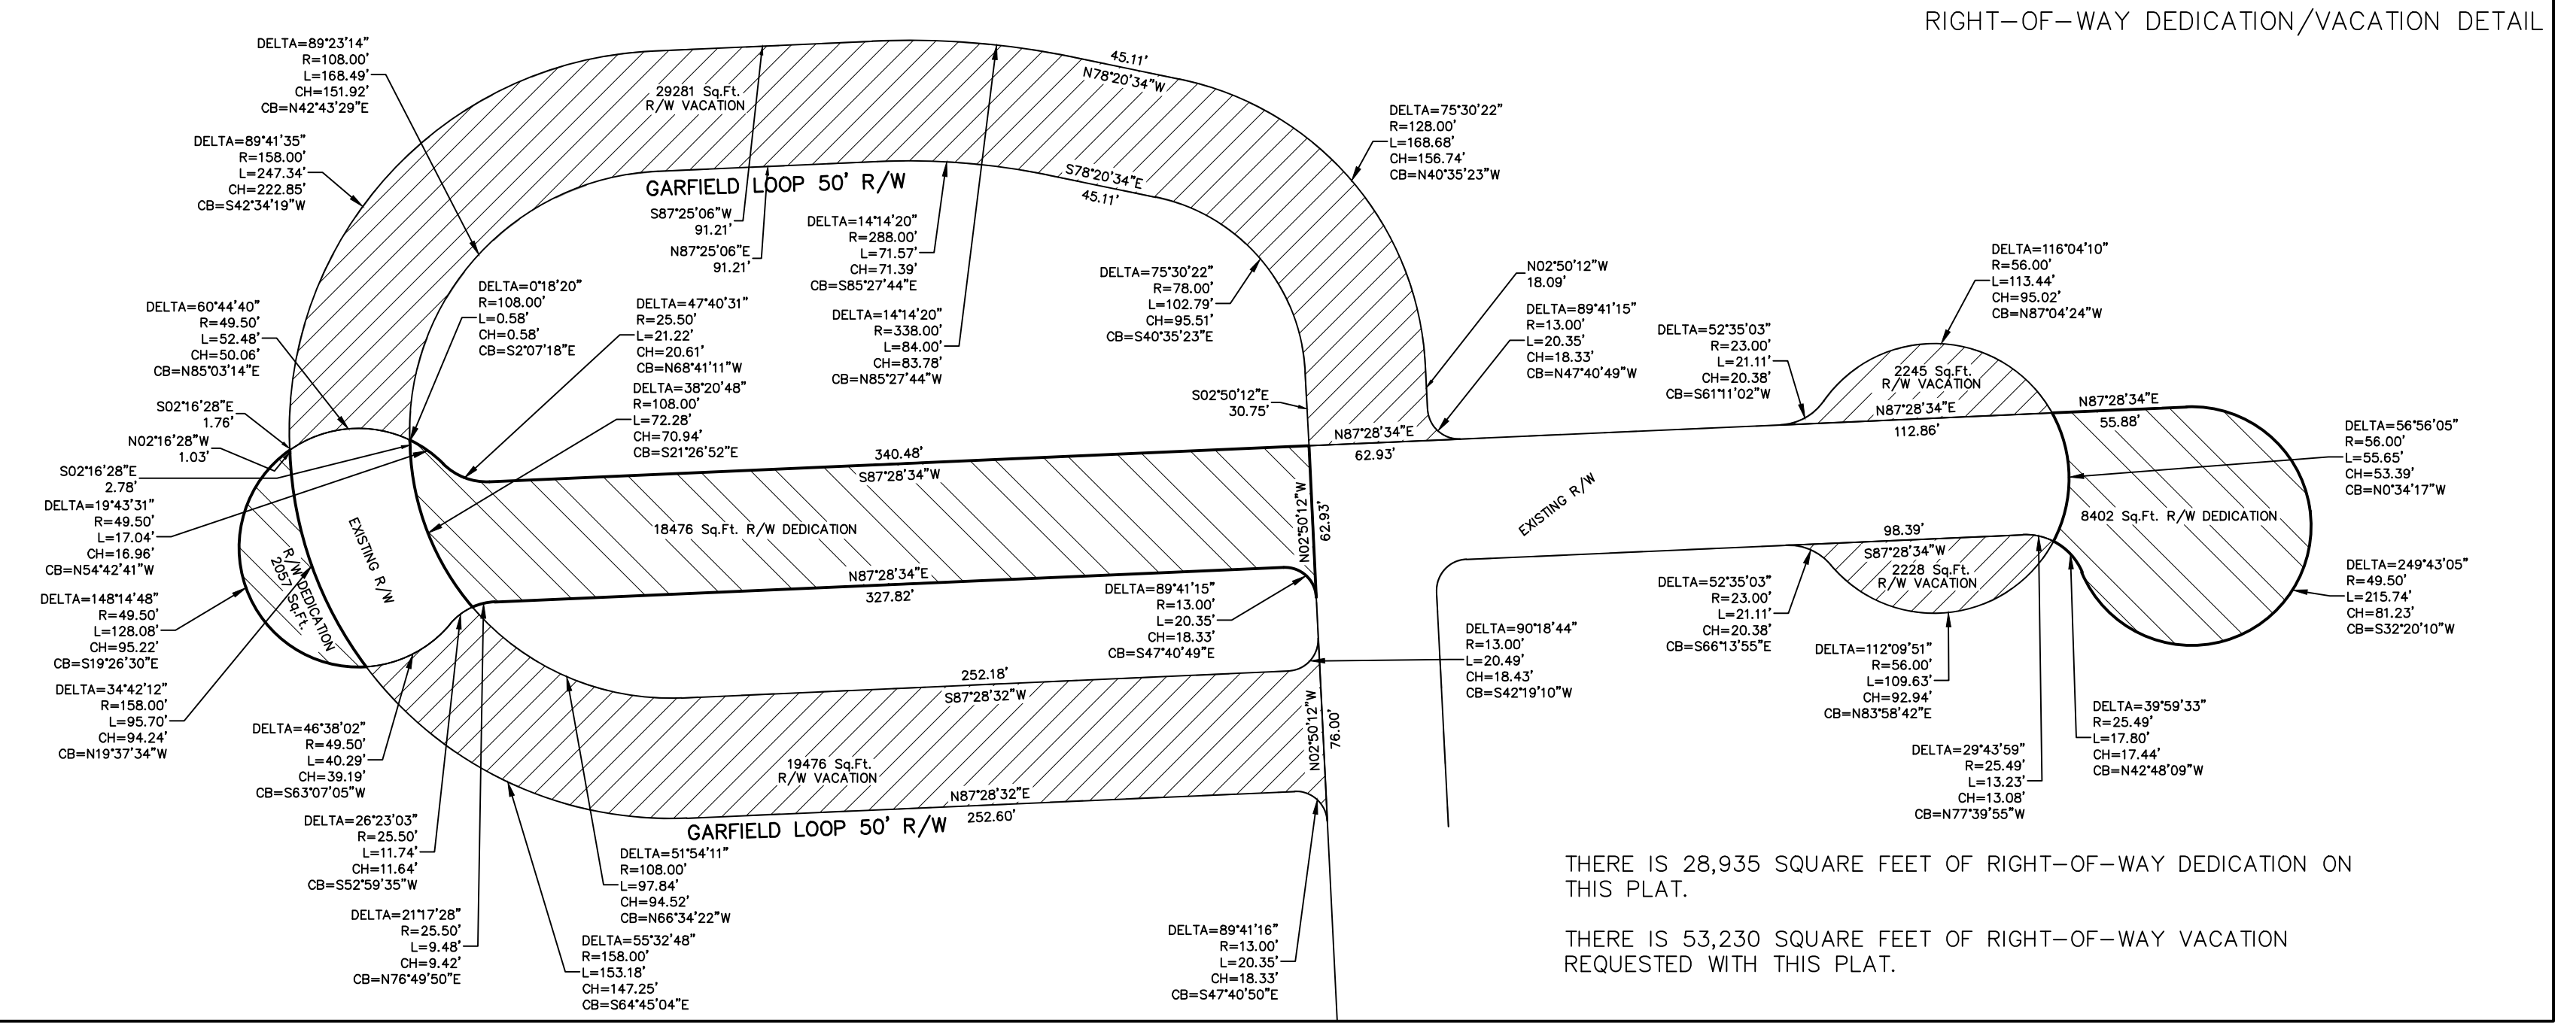 RIGHT-OF-WAY DEDICATION/VACATION DETAIL
DELTA=89°23'14"
R=108.00'
L=168.49'
CH=151.92'
CB=N42°43'29"E
DELTA=89°41'35"
R=158.00'
L=247.34'
CH=222.85'
CB=S42°34'19"W
29281 Sq.Ft.
R/W VACATION
45.11'
N78°20'34"W
DELTA=75°30'22"
R=128.00'
L=168.68'
CH=156.74'
CB=N40°35'23"W
GARFIELD LOOP 50' R/W
S78°20'34"E
45.11'
S87°25'06"W
91.21'
N87°25'06"E
91.21'
DELTA=14°14'20"
R=288.00'
L=71.57'
CH=71.39'
CB=S85°27'44"E
DELTA=14°14'20"
R=338.00'
L=84.00'
CH=83.78'
CB=N85°27'44"W
DELTA=75°30'22"
R=78.00'
L=102.79'
CH=95.51'
CB=S40°35'23"E
N02°50'12"W
18.09'
DELTA=89°41'15"
R=13.00'
L=20.35'
CH=18.33'
CB=N47°40'49"W
DELTA=116°04'10"
R=56.00'
L=113.44'
CH=95.02'
CB=N87°04'24"W
DELTA=52°35'03"
R=23.00'
L=21.11'
CH=20.38'
CB=S61°11'02"W
2245 Sq.Ft.
R/W VACATION
N87°28'34"E
112.86'
N87°28'34"E
55.88'
DELTA=56°56'05"
R=56.00'
L=55.65'
CH=53.39'
CB=N0°34'17"W
DELTA=60°44'40"
R=49.50'
L=52.48'
CH=50.06'
CB=N85°03'14"E
DELTA=0°18'20"
R=108.00'
L=0.58'
CH=0.58'
CB=S2°07'18"E
DELTA=47°40'31"
R=25.50'
L=21.22'
CH=20.61'
CB=N68°41'11"W
DELTA=38°20'48"
R=108.00'
L=72.28'
CH=70.94'
CB=S21°26'52"E
S02°50'12"E
30.75'
N87°28'34"E
62.93'
S02°16'28"E
1.76'
N02°16'28"W
1.03'
S02°16'28"E
2.78'
DELTA=19°43'31"
R=49.50'
L=17.04'
CH=16.96'
CB=N54°42'41"W
340.48'
S87°28'34"W
18476 Sq.Ft. R/W DEDICATION
N02°50'12"W
62.93'
EXISTING R/W
EXISTING R/W
8402 Sq.Ft. R/W DEDICATION
98.39'
S87°28'34"W
2228 Sq.Ft.
R/W VACATION
R/W DEDICATION
2057 Sq.Ft.
N87°28'34"E
327.82'
DELTA=89°41'15"
R=13.00'
L=20.35'
CH=18.33'
CB=S47°40'49"E
DELTA=52°35'03"
R=23.00'
L=21.11'
CH=20.38'
CB=S66°13'55"E
DELTA=249°43'05"
R=49.50'
L=215.74'
CH=81.23'
CB=S32°20'10"W
DELTA=148°14'48"
R=49.50'
L=128.08'
CH=95.22'
CB=S19°26'30"E
DELTA=34°42'12"
R=158.00'
L=95.70'
CH=94.24'
CB=N19°37'34"W
DELTA=90°18'44"
R=13.00'
L=20.49'
CH=18.43'
CB=S42°19'10"W
DELTA=112°09'51"
R=56.00'
L=109.63'
CH=92.94'
CB=N83°58'42"E
252.18'
S87°28'32"W
N02°50'12"W
76.00'
DELTA=39°59'33"
R=25.49'
L=17.80'
CH=17.44'
CB=N42°48'09"W
DELTA=29°43'59"
R=25.49'
L=13.23'
CH=13.08'
CB=N77°39'55"W
DELTA=46°38'02"
R=49.50'
L=40.29'
CH=39.19'
CB=S63°07'05"W
19476 Sq.Ft.
R/W VACATION
N87°28'32"E
252.60'
GARFIELD LOOP 50' R/W
DELTA=26°23'03"
R=25.50'
L=11.74'
CH=11.64'
CB=S52°59'35"W
DELTA=51°54'11"
R=108.00'
L=97.84'
CH=94.52'
CB=N66°34'22"W
DELTA=21°17'28"
R=25.50'
L=9.48'
CH=9.42'
CB=N76°49'50"E
DELTA=55°32'48"
R=158.00'
L=153.18'
CH=147.25'
CB=S64°45'04"E
DELTA=89°41'16"
R=13.00'
L=20.35'
CH=18.33'
CB=S47°40'50"E
THERE IS 28,935 SQUARE FEET OF RIGHT-OF-WAY DEDICATION ON
THIS PLAT.
THERE IS 53,230 SQUARE FEET OF RIGHT-OF-WAY VACATION
REQUESTED WITH THIS PLAT.